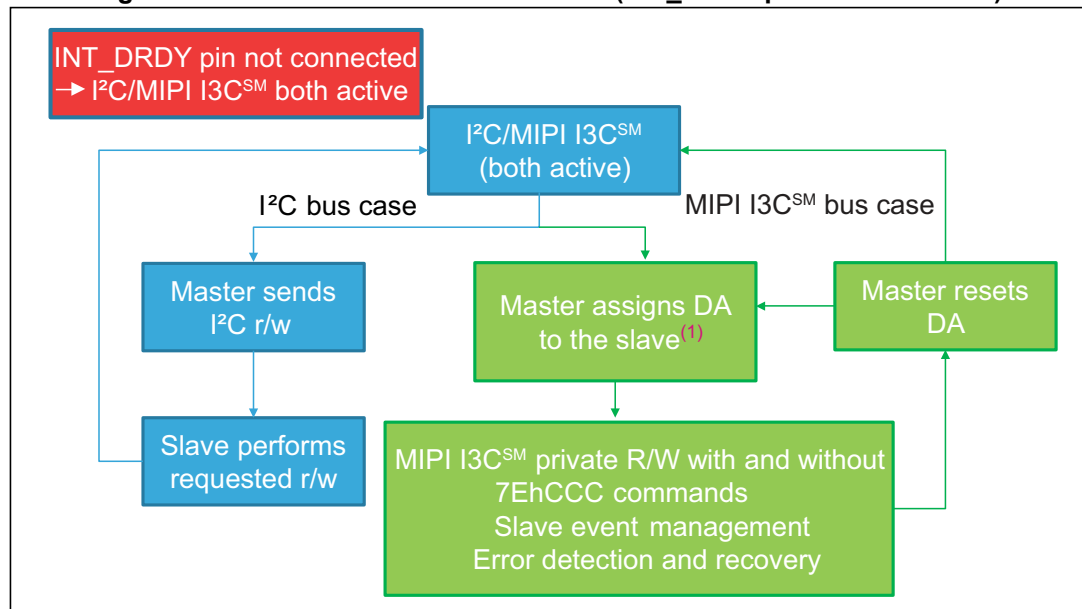 INT_DRDY pin not connected
→ I²C/MIPI I3Cˢᴹ both active
I²C/MIPI I3Cˢᴹ
(both active)
I²C bus case
MIPI I3Cˢᴹ bus case
Master sends
I²C r/w
Master assigns DA
to the slave⁽¹⁾
Master resets
DA
Slave performs
requested r/w
MIPI I3Cˢᴹ private R/W with and without
7EhCCC commands
Slave event management
Error detection and recovery